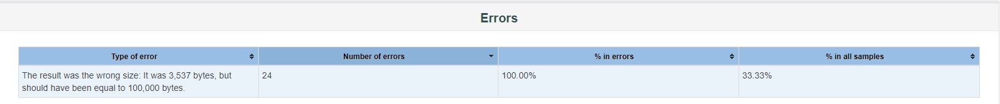 Errors
Type of error
Number of errors
% in errors
% in all samples
The result was the wrong size: It was 3,537 bytes, but
should have been equal to 100,000 bytes.
24
100.00%
33.33%